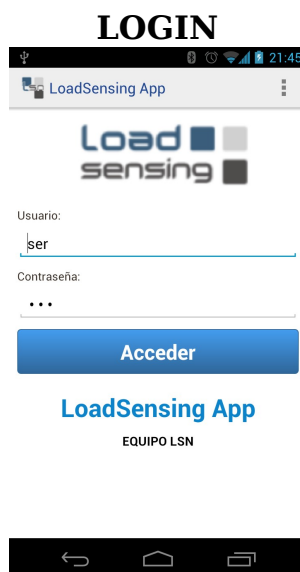 LOGIN
21:45
LoadSensing App
Load
sensing
Usuario:
ser
Contraseña:
•••
Acceder
LoadSensing App
EQUIPO LSN